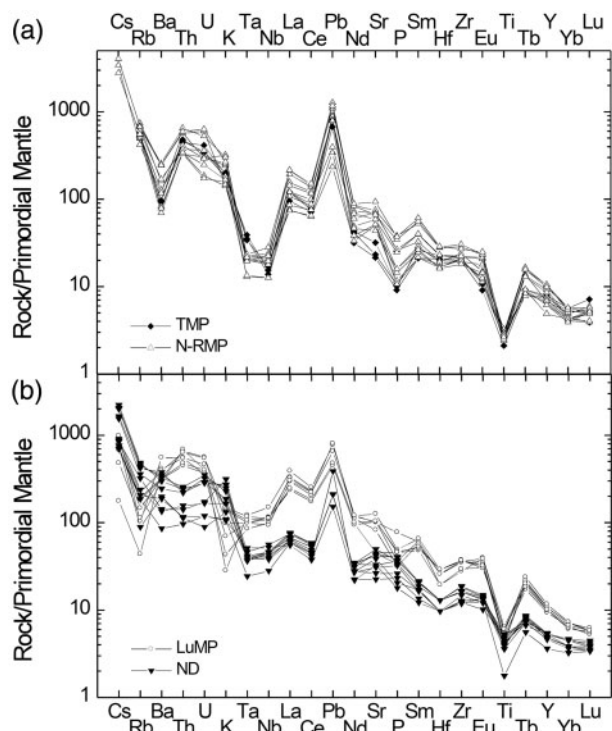 (a) Cs Ba U Ta La Pb Sr Sm Zr Ti Y Lu
Rb Th K Nb Ce Nd P Hf Eu Tb Yb
1000
100
10
1
Rock/Primordial Mantle
TMP
N-RMP
(b)
1000
100
10
1
Rock/Primordial Mantle
LuMP
ND
Cs Ba U Ta La Pb Sr Sm Zr Ti Y Lu
Rb Th K Nb Ce Nd P Hf Eu Tb Yb